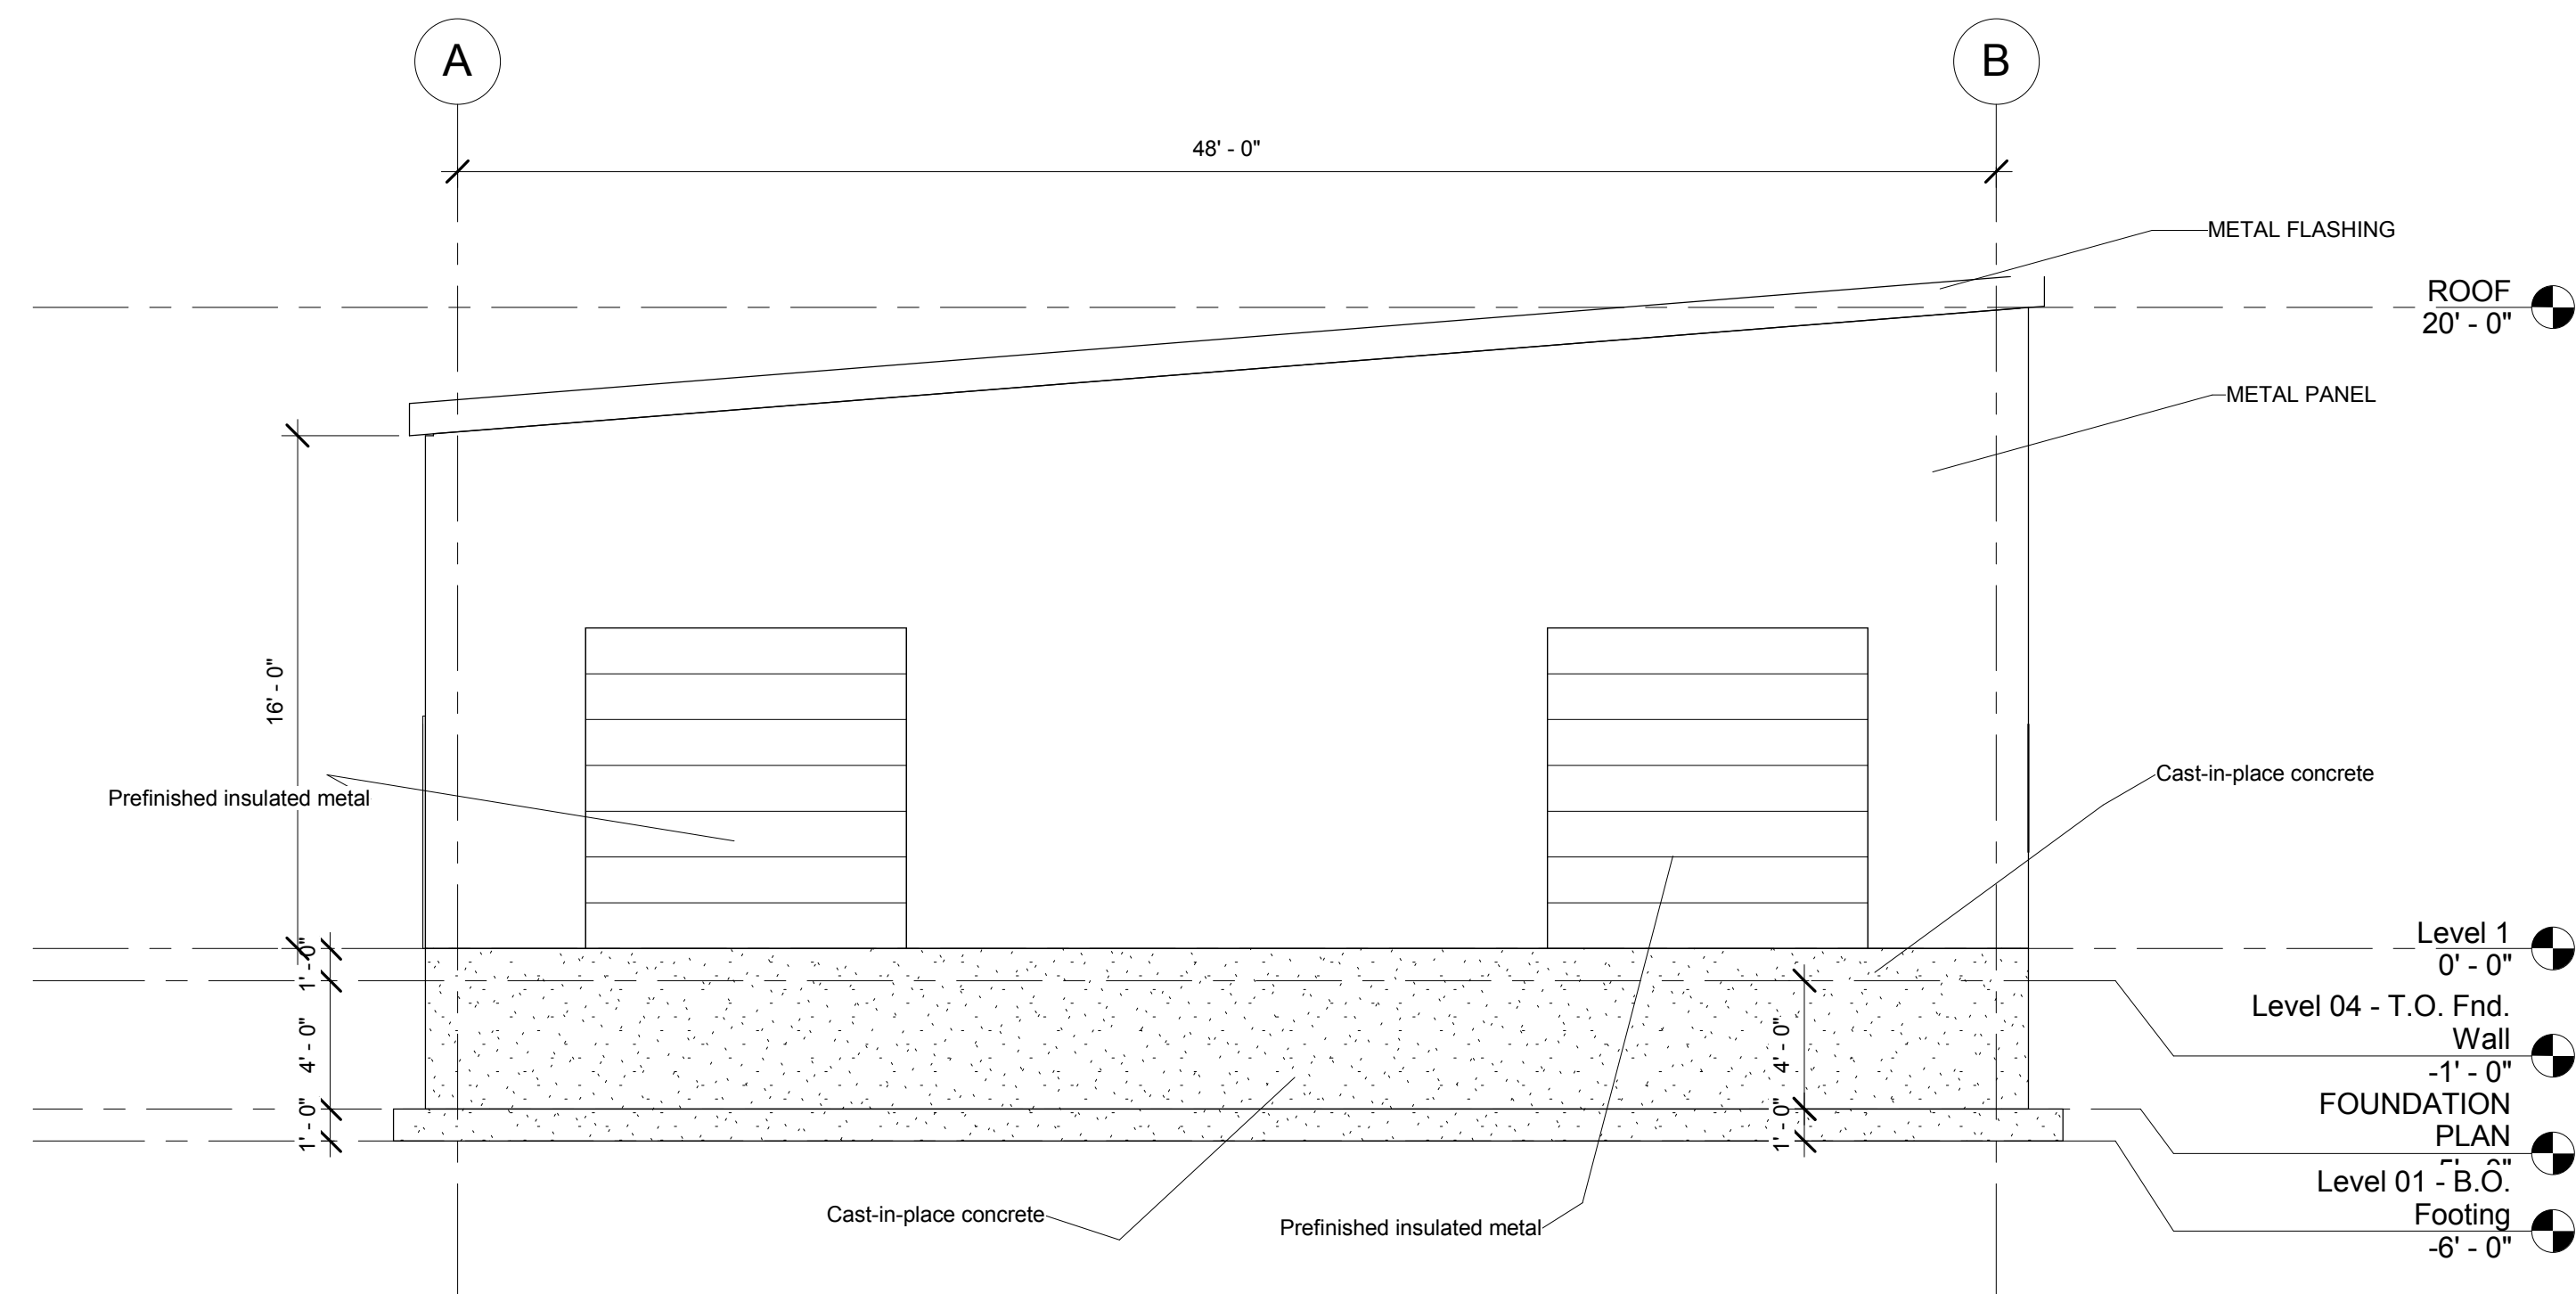 A
B
48' - 0"
METAL FLASHING
ROOF
20' - 0"
METAL PANEL
16' - 0"
Prefinished insulated metal
Cast-in-place concrete
Level 1
0' - 0"
1' - 0"
4' - 0"
1' - 0"
4' - 0"
1' - 0"
Level 04 - T.O. Fnd.
Wall
-1' - 0"
FOUNDATION
PLAN
Level 01 - B.O.
Footing
-6' - 0"
Cast-in-place concrete
Prefinished insulated metal